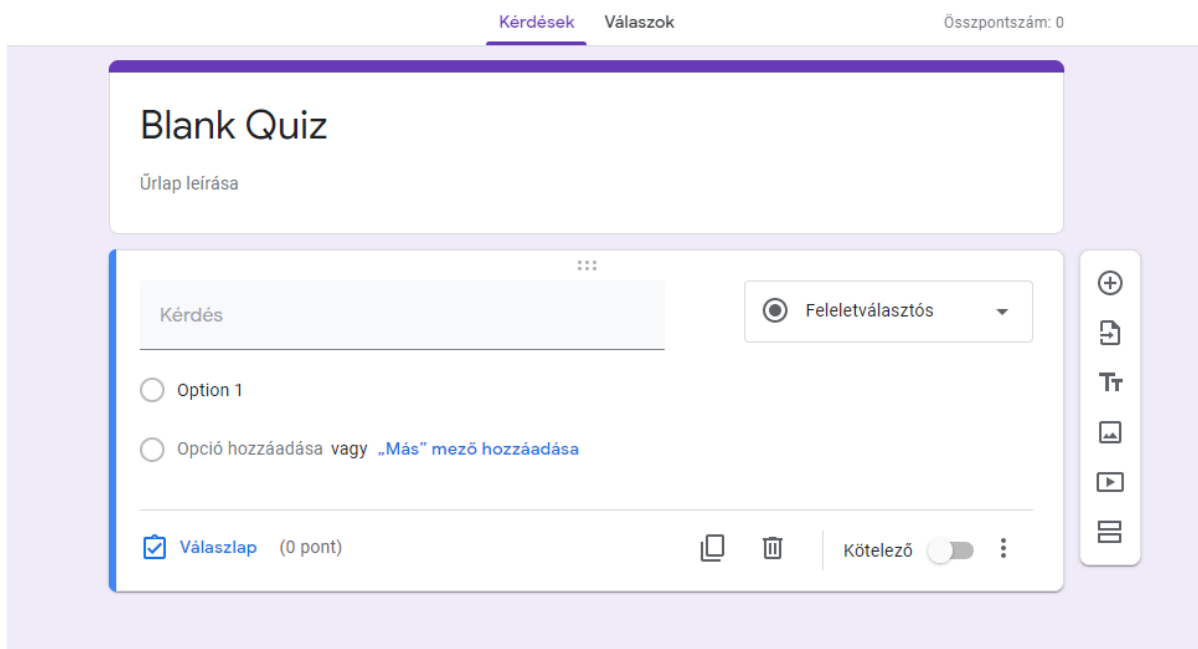 Kérdések Válaszok Összpontszám: 0
Blank Quiz
Űrlap leírása
Kérdés
Feleletválasztós
Option 1
Opció hozzáadása vagy „Más” mező hozzáadása
Válaszlap (0 pont)
Kötelező